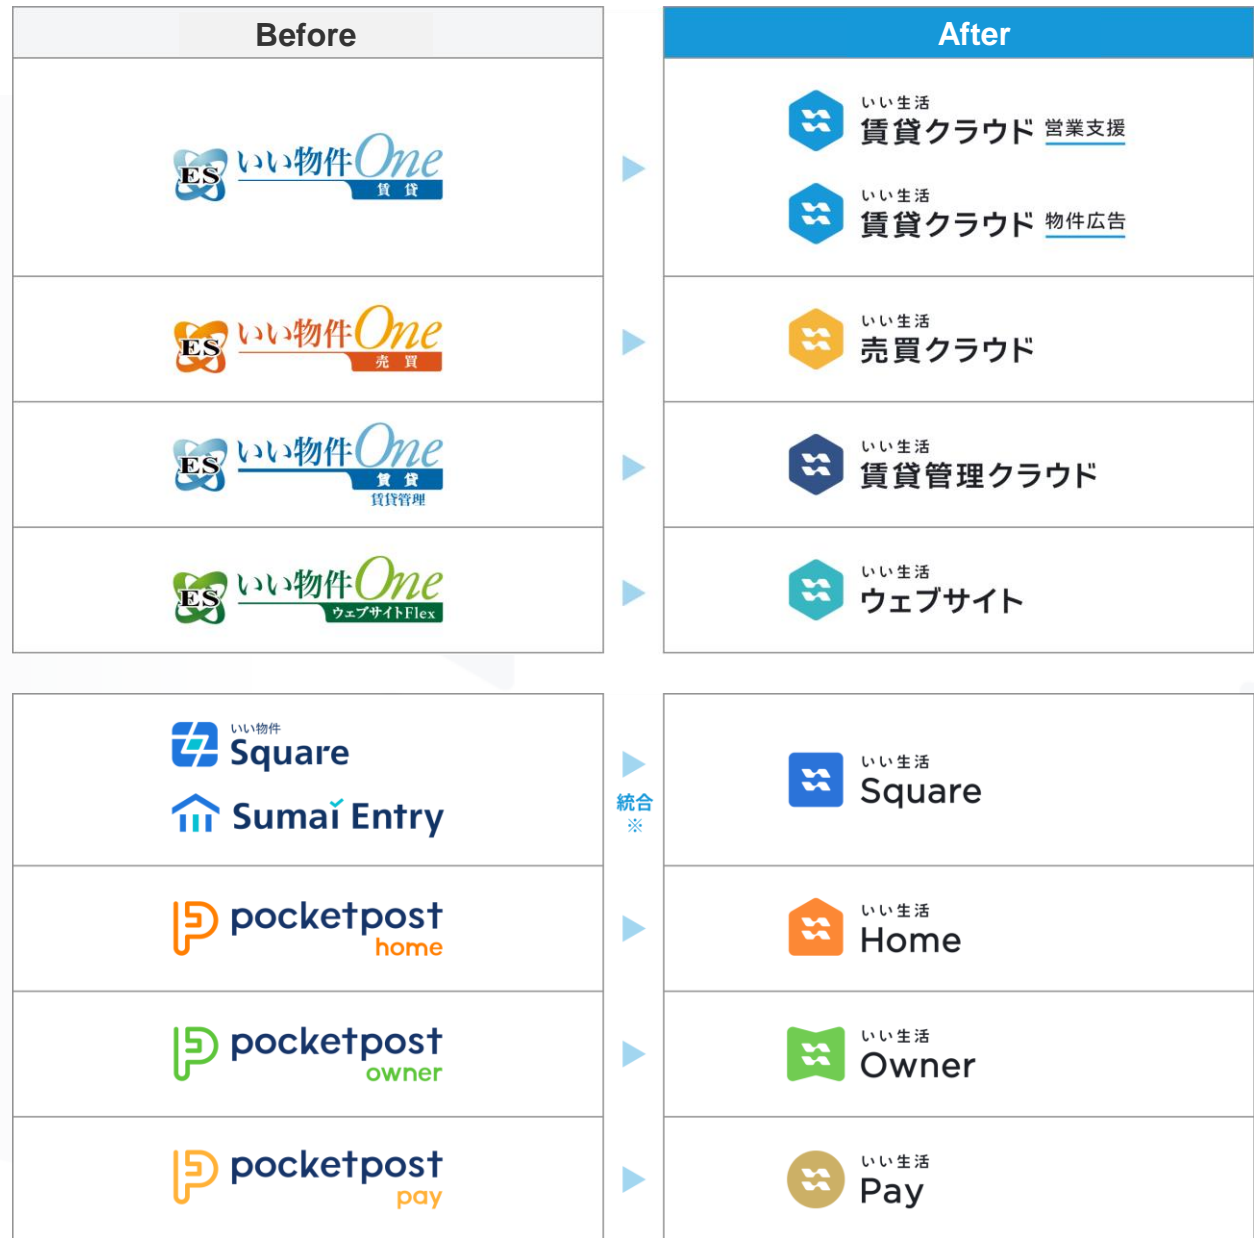 Before
After
ES いい物件One
賃貸
いい生活
賃貸クラウド 営業支援
いい生活
賃貸クラウド 物件広告
ES いい物件One
売買
いい生活
売買クラウド
ES いい物件One
賃貸
賃貸管理
いい生活
賃貸管理クラウド
ES いい物件One
ウェブサイトFlex
いい生活
ウェブサイト
いい物件
Square
Sumai Entry
統合
※
いい生活
Square
pocketpost
home
いい生活
Home
pocketpost
owner
いい生活
Owner
pocketpost
pay
いい生活
Pay